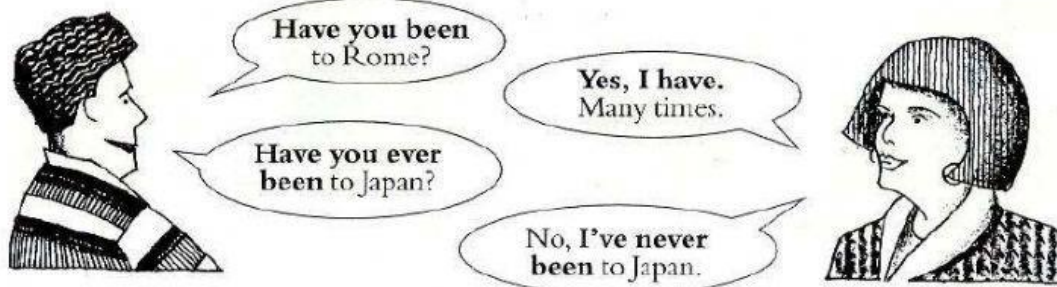 Have you been
to Rome?
Yes, I have.
Many times.
Have you ever
been to Japan?
No, I've never
been to Japan.